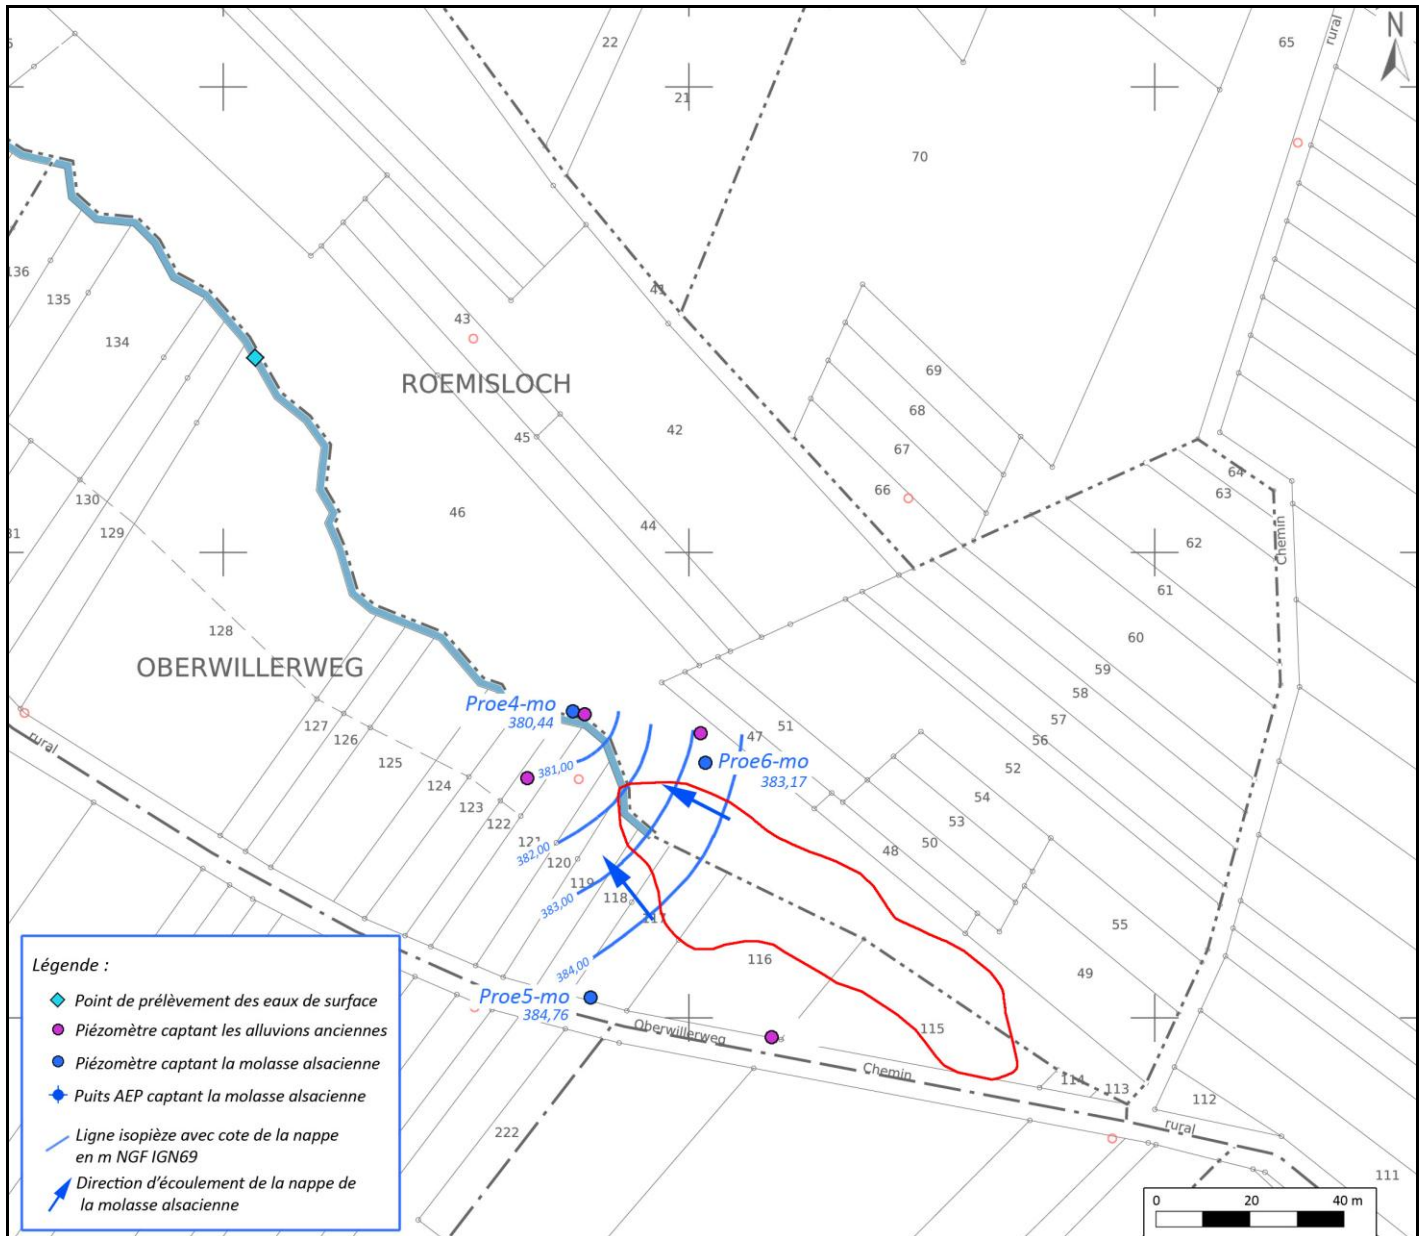 N
22
65
rural
21
70
136
135
134
41
43
ROEMISLOCH
69
68
67
66
45
42
46
44
64
63
62
61
60
59
58
57
56
Chemin
130
129
128
OBERWILLERWEG
127
126
125
124
123
122
121
120
119
118
117
rural
Proe4-mo
380,44
381,00
382,00
383,00
384,00
51
47
Proe6-mo
383,17
52
54
53
50
48
55
49
116
115
Proe5-mo
384,76
Oberwillerweg
Chemin
114
113
112
rural
111
222
Légende :
Point de prélèvement des eaux de surface
Piézomètre captant les alluvions anciennes
Piézomètre captant la molasse alsacienne
Puits AEP captant la molasse alsacienne
Ligne isopièze avec cote de la nappe
en m NGF IGN69
Direction d'écoulement de la nappe de
la molasse alsacienne
0 20 40 m